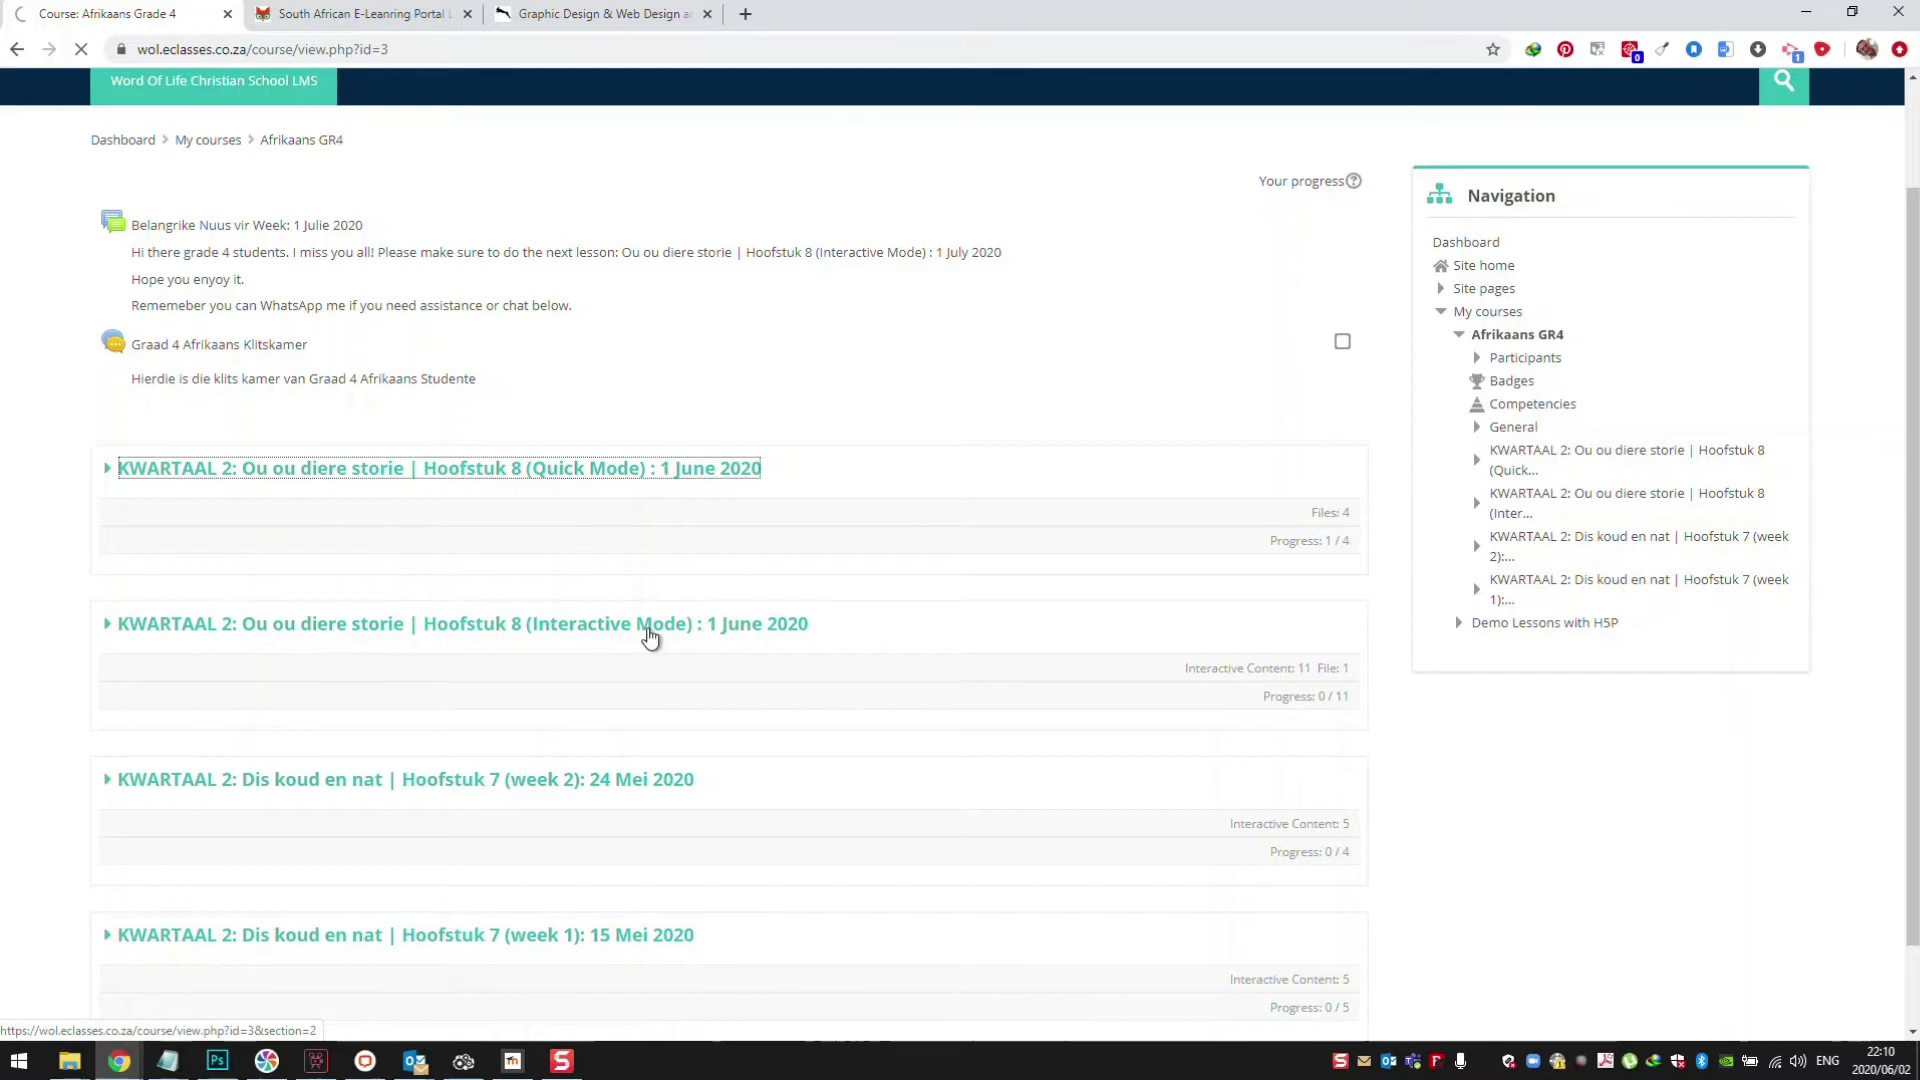 Course: Afrikaans Grade 4
South African E-Leanring Portal
Graphic Design & Web Design
wol.eclasses.co.za/course/view.php?id=3
Word Of Life Christian School LMS
Dashboard
My courses
Afrikaans GR4
Your progress
Belangrike Nuus vir Week: 1 Julie 2020
Hi there grade 4 students. I miss you all! Please make sure to do the next lesson: Ou ou diere storie | Hoofstuk 8 (Interactive Mode) : 1 July 2020
Hope you enyoy it.
Rememeber you can WhatsApp me if you need assistance or chat below.
Graad 4 Afrikaans Klitskamer
Hierdie is die klits kamer van Graad 4 Afrikaans Studente
KWARTAAL 2: Ou ou diere storie | Hoofstuk 8 (Quick Mode) : 1 June 2020
Files: 4
Progress: 1 / 4
KWARTAAL 2: Ou ou diere storie | Hoofstuk 8 (Interactive Mode) : 1 June 2020
Interactive Content: 11 File: 1
Progress: 0 / 11
KWARTAAL 2: Dis koud en nat | Hoofstuk 7 (week 2): 24 Mei 2020
Interactive Content: 5
Progress: 0 / 4
KWARTAAL 2: Dis koud en nat | Hoofstuk 7 (week 1): 15 Mei 2020
Interactive Content: 5
Progress: 0 / 5
Navigation
Dashboard
Site home
Site pages
My courses
Afrikaans GR4
Participants
Badges
Competencies
General
KWARTAAL 2: Ou ou diere storie | Hoofstuk 8
(Quick...
KWARTAAL 2: Ou ou diere storie | Hoofstuk 8
(Inter...
KWARTAAL 2: Dis koud en nat | Hoofstuk 7 (week
2):...
KWARTAAL 2: Dis koud en nat | Hoofstuk 7 (week
1):...
Demo Lessons with H5P
https://wol.eclasses.co.za/course/view.php?id=3&section=2
ENG
22:10
2020/06/02